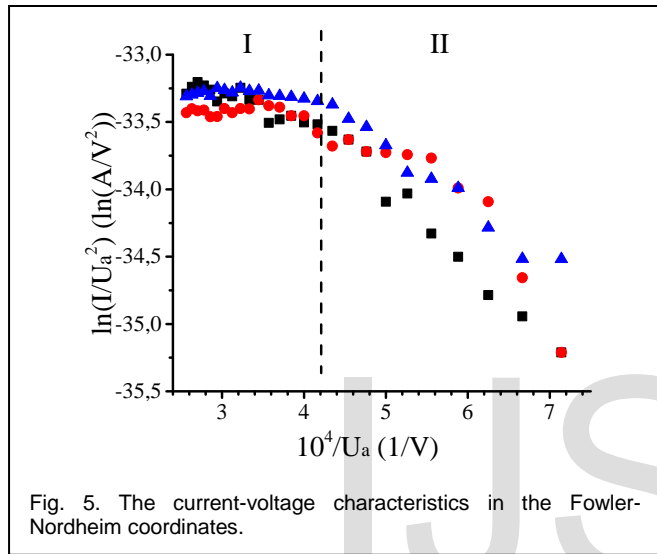 I II
-33,0
-33,5
-34,0
-34,5
-35,0
-35,5
ln(I/Ua²) (ln(A/V²))
3 4 5 6 7
10⁴/Ua (1/V)
Fig. 5. The current-voltage characteristics in the Fowler-
Nordheim coordinates.
IJS